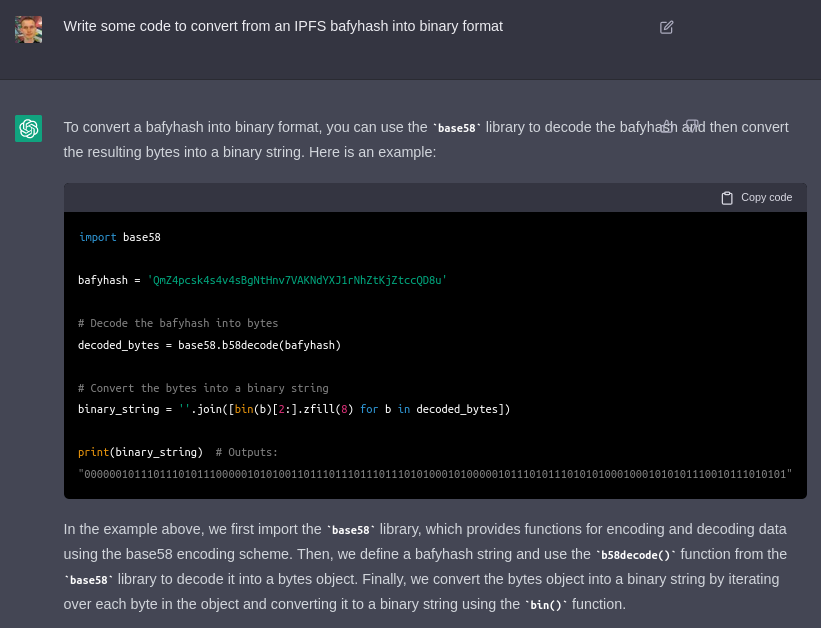 Write some code to convert from an IPFS bafyhash into binary format
To convert a bafyhash into binary format, you can use the `base58` library to decode the bafyhash and then convert
the resulting bytes into a binary string. Here is an example:
Copy code
import base58
bafyhash = 'QmZ4pcsk4s4v4sBgNtHnv7VAKNdYXJ1rNhZtKjZtccQD8u'
# Decode the bafyhash into bytes
decoded_bytes = base58.b58decode(bafyhash)
# Convert the bytes into a binary string
binary_string = ''.join([bin(b)[2:].zfill(8) for b in decoded_bytes])
print(binary_string)  # Outputs:
In the example above, we first import the `base58` library, which provides functions for encoding and decoding data
using the base58 encoding scheme. Then, we define a bafyhash string and use the `b58decode()` function from the
`base58` library to decode it into a bytes object. Finally, we convert the bytes object into a binary string by iterating
over each byte in the object and converting it to a binary string using the `bin()` function.